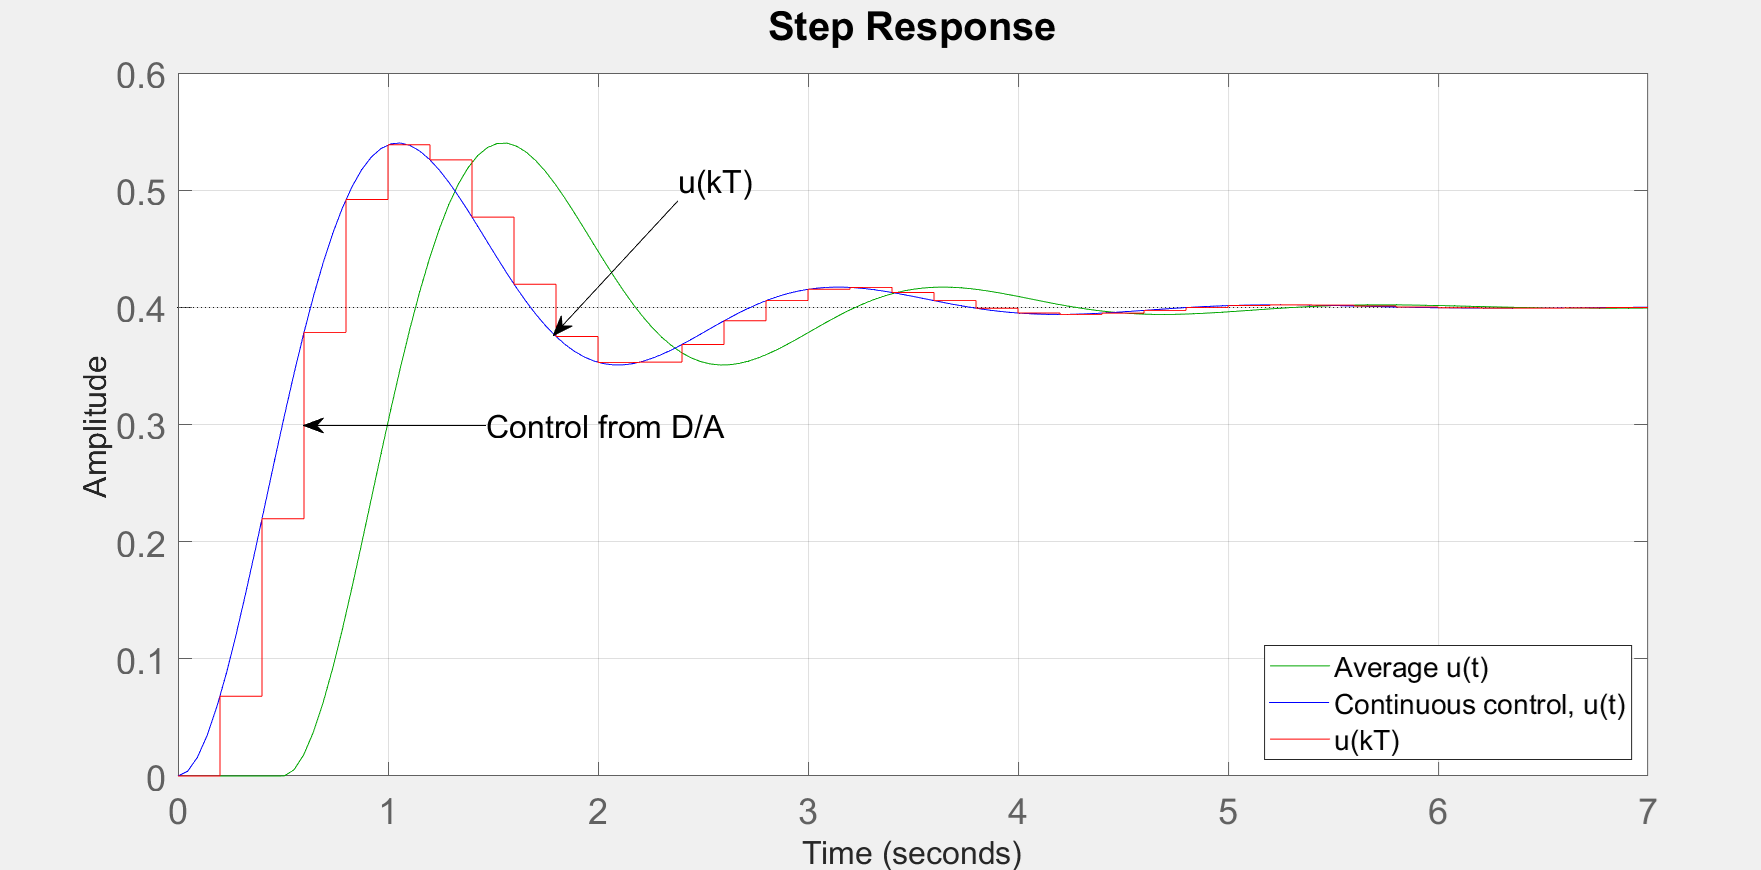 Step Response
0.6
0.5
0.4
0.3
0.2
0.1
0
Amplitude
u(kT)
Control from D/A
Average u(t)
Continuous control, u(t)
u(kT)
0 1 2 3 4 5 6 7
Time (seconds)